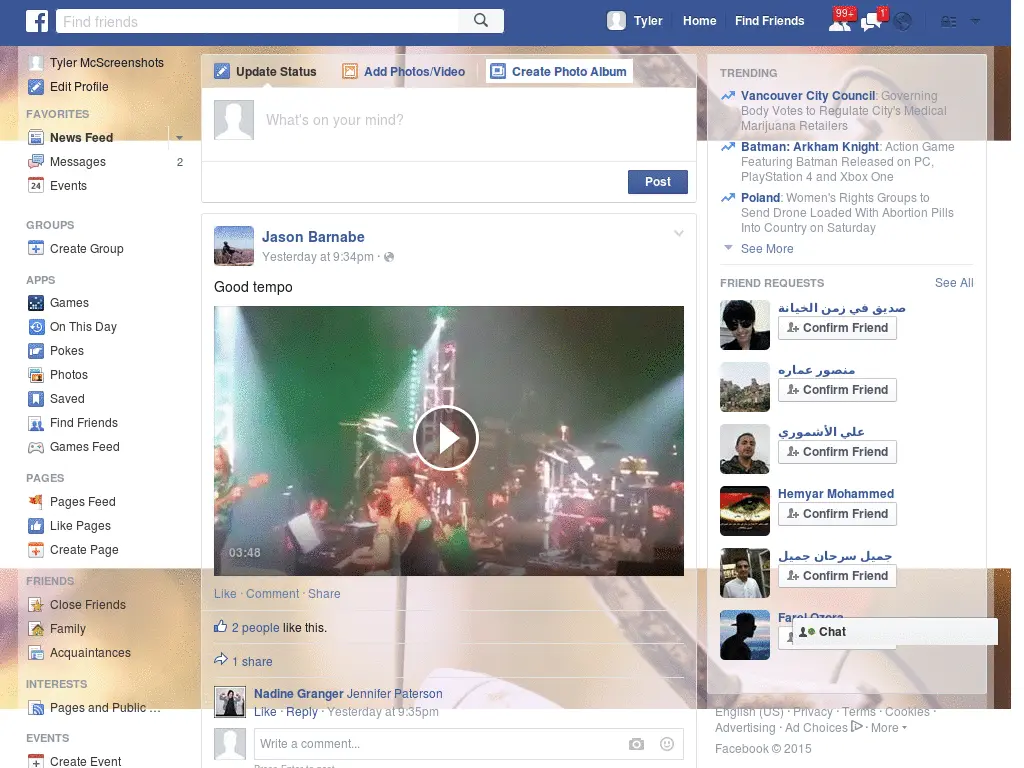 Find friends
Tyler
Home
Find Friends
99+
1
Tyler McScreenshots
Edit Profile
FAVORITES
News Feed
Messages
2
24
Events
GROUPS
Create Group
APPS
Games
On This Day
Pokes
Photos
Saved
Find Friends
Games Feed
PAGES
Pages Feed
Like Pages
Create Page
FRIENDS
Close Friends
Family
Acquaintances
INTERESTS
Pages and Public ...
EVENTS
Create Event
Update Status
Add Photos/Video
Create Photo Album
What's on your mind?
Post
Jason Barnabe
Yesterday at 9:34pm ·
Good tempo
03:48
Like · Comment · Share
2 people like this.
1 share
Nadine Granger Jennifer Paterson
Like · Reply · Yesterday at 9:35pm
Write a comment...
Press Enter to post.
TRENDING
Vancouver City Council: Governing
Body Votes to Regulate City's Medical
Marijuana Retailers
Batman: Arkham Knight: Action Game
Featuring Batman Released on PC,
PlayStation 4 and Xbox One
Poland: Women's Rights Groups to
Send Drone Loaded With Abortion Pills
Into Country on Saturday
See More
FRIEND REQUESTS
See All
صديق في زمن الخيانة
Confirm Friend
منصور عماره
Confirm Friend
علي الأشموري
Confirm Friend
Hemyar Mohammed
Confirm Friend
جميل سرحان جميل
Confirm Friend
Farel Ozora
Chat
English (US) · Privacy · Terms · Cookies ·
Advertising · Ad Choices · More
Facebook © 2015